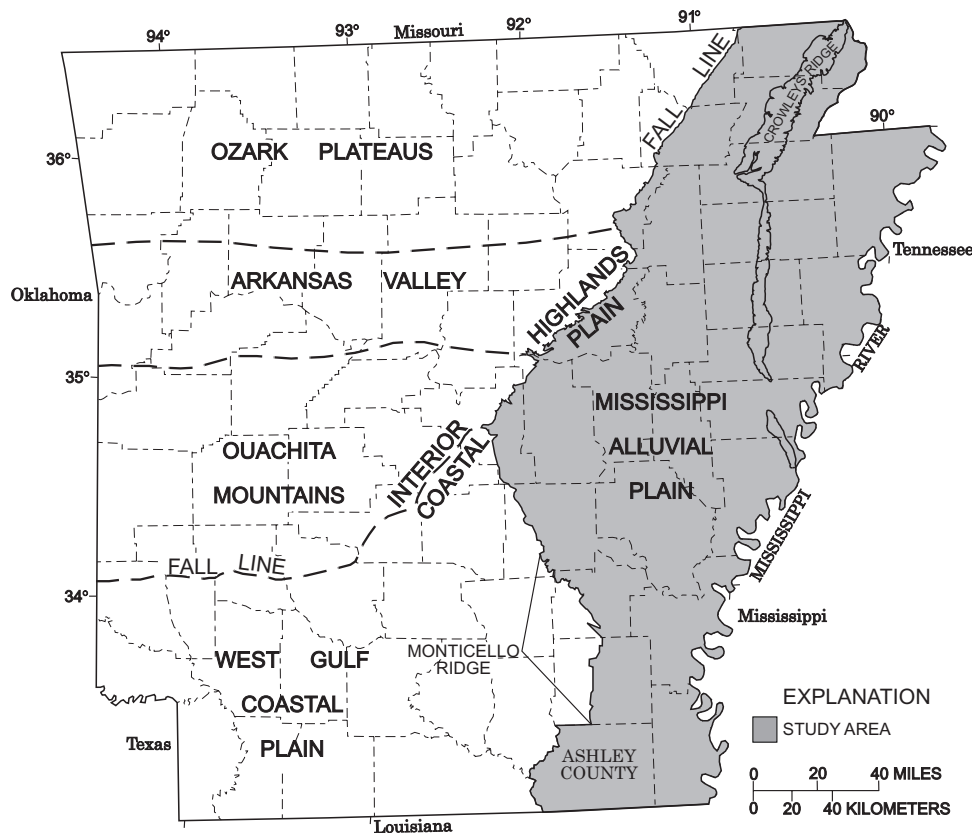 94°
93°
Missouri
92°
91°
90°
36°
35°
34°
OZARK PLATEAUS
FALL LINE
CROWLEYS RIDGE
Tennessee
Oklahoma
ARKANSAS VALLEY
HIGHLANDS
PLAIN
RIVER
MISSISSIPPI
ALLUVIAL
PLAIN
OUACHITA
MOUNTAINS
INTERIOR
COASTAL
MISSISSIPPI
FALL LINE
Mississippi
WEST GULF
COASTAL
PLAIN
MONTICELLO
RIDGE
Texas
ASHLEY
COUNTY
Louisiana
EXPLANATION
STUDY AREA
0 20 40 MILES
0 20 40 KILOMETERS